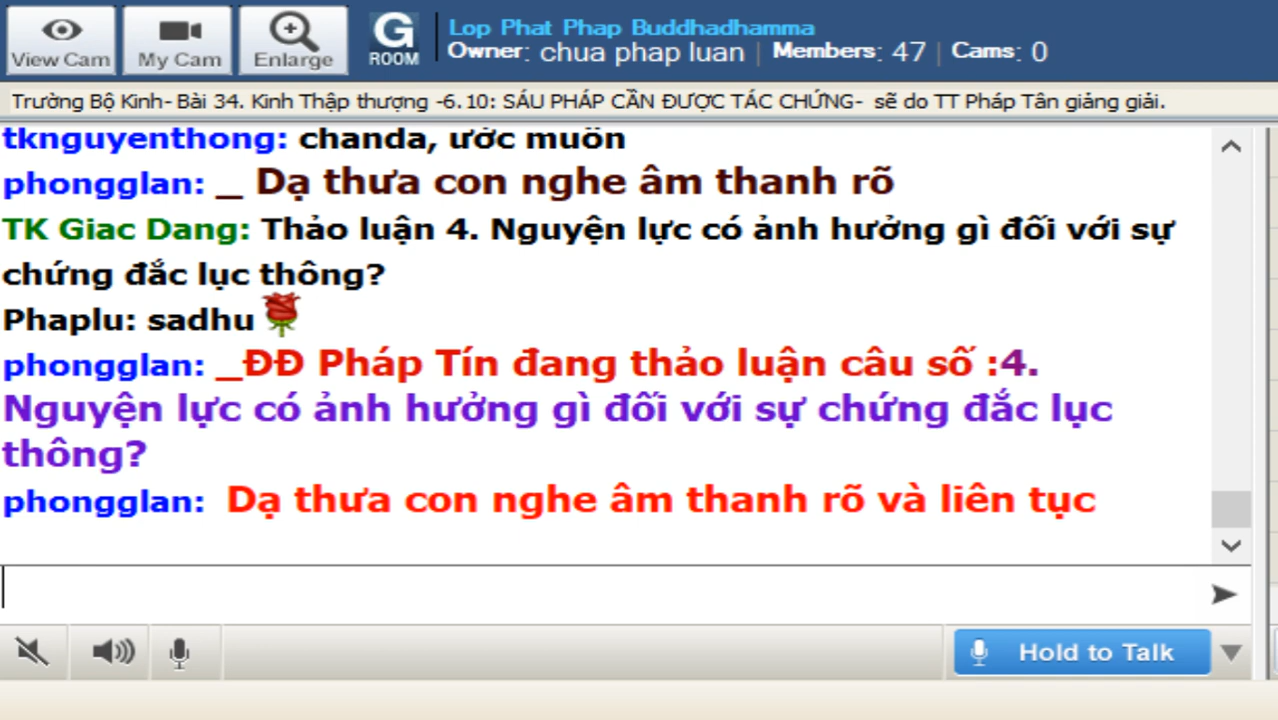 View Cam
My Cam
Enlarge
G ROOM
Lop Phat Phap Buddhadhamma
Owner: chua phap luan | Members: 47 | Cams: 0
Trường Bộ Kinh- Bài 34. Kinh Thập thượng -6.10: SÁU PHÁP CẦN ĐƯỢC TÁC CHỨNG- sẽ do TT Pháp Tân giảng giải.
tknguyenthong: chanda, ước muốn
phongglan: _ Dạ thưa con nghe âm thanh rõ
TK Giac Dang: Thảo luận 4. Nguyện lực có ảnh hưởng gì đối với sự
chứng đắc lục thông?
Phaplu: sadhu
phongglan: _ĐĐ Pháp Tín đang thảo luận câu số :4.
Nguyện lực có ảnh hưởng gì đối với sự chứng đắc lục
thông?
phongglan: Dạ thưa con nghe âm thanh rõ và liên tục
Hold to Talk